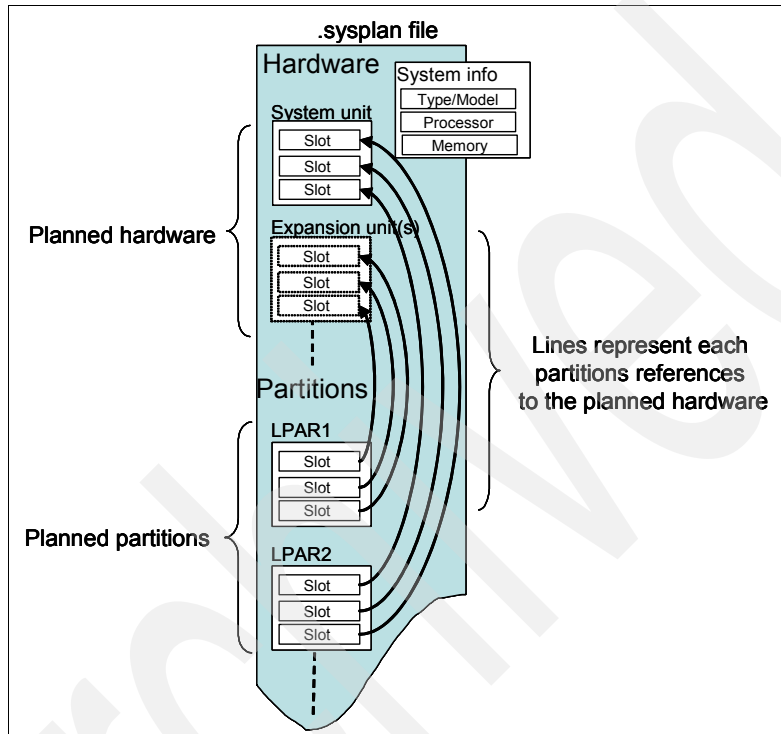 .sysplan file
Hardware
System info
Type/Model
Processor
Memory
System unit
Slot
Slot
Slot
Planned hardware
Expansion unit(s)
Slot
Slot
Slot
Lines represent each
partitions references
to the planned hardware
Partitions
LPAR1
Slot
Slot
Slot
Planned partitions
LPAR2
Slot
Slot
Slot